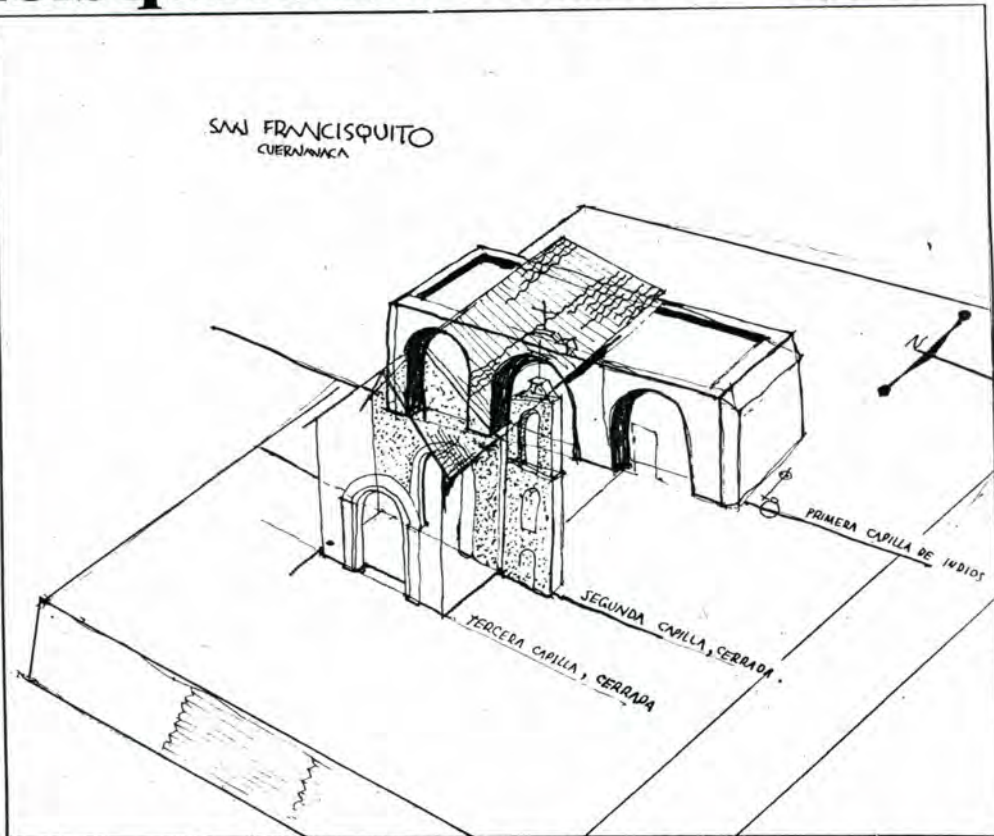 SAN FRANCISQUITO
CUERNAVACA
N
PRIMERA CAPILLA DE INDIOS
SEGUNDA CAPILLA, CERRADA.
TERCERA CAPILLA, CERRADA